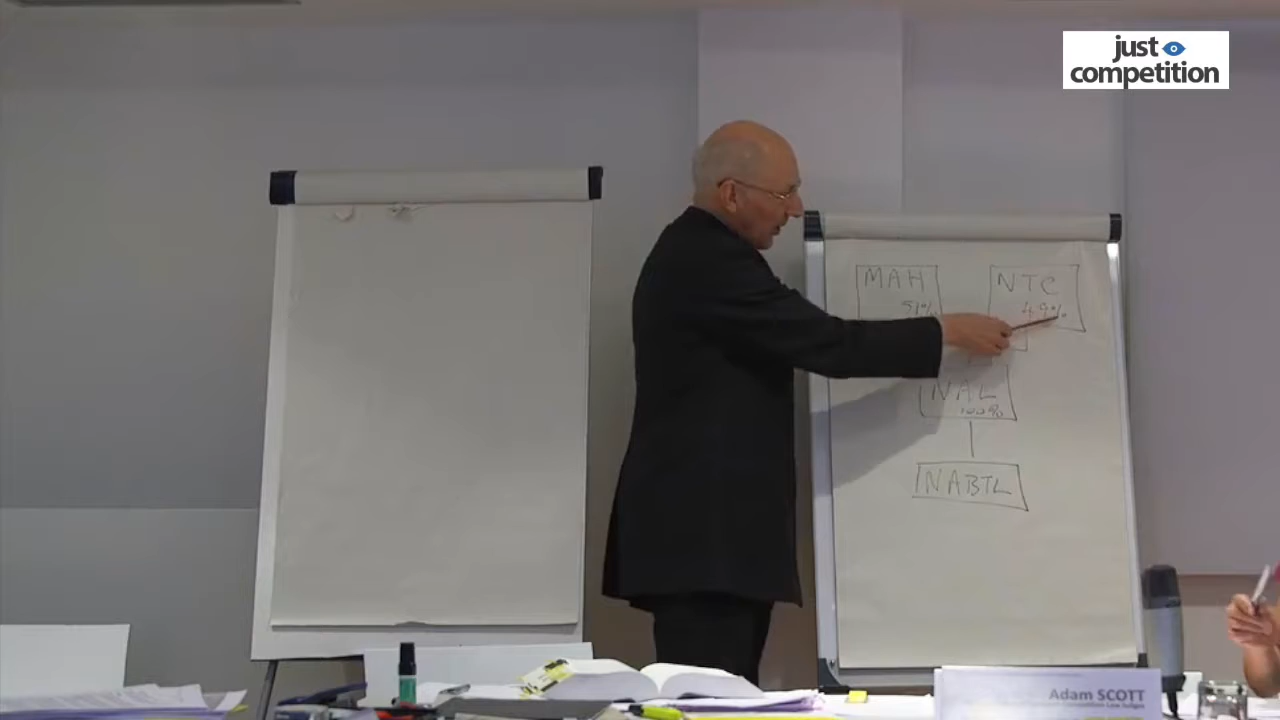 just
competition
MAH
51%
NTC
49%
NAL
100%
NABTL
Adam SCOTT